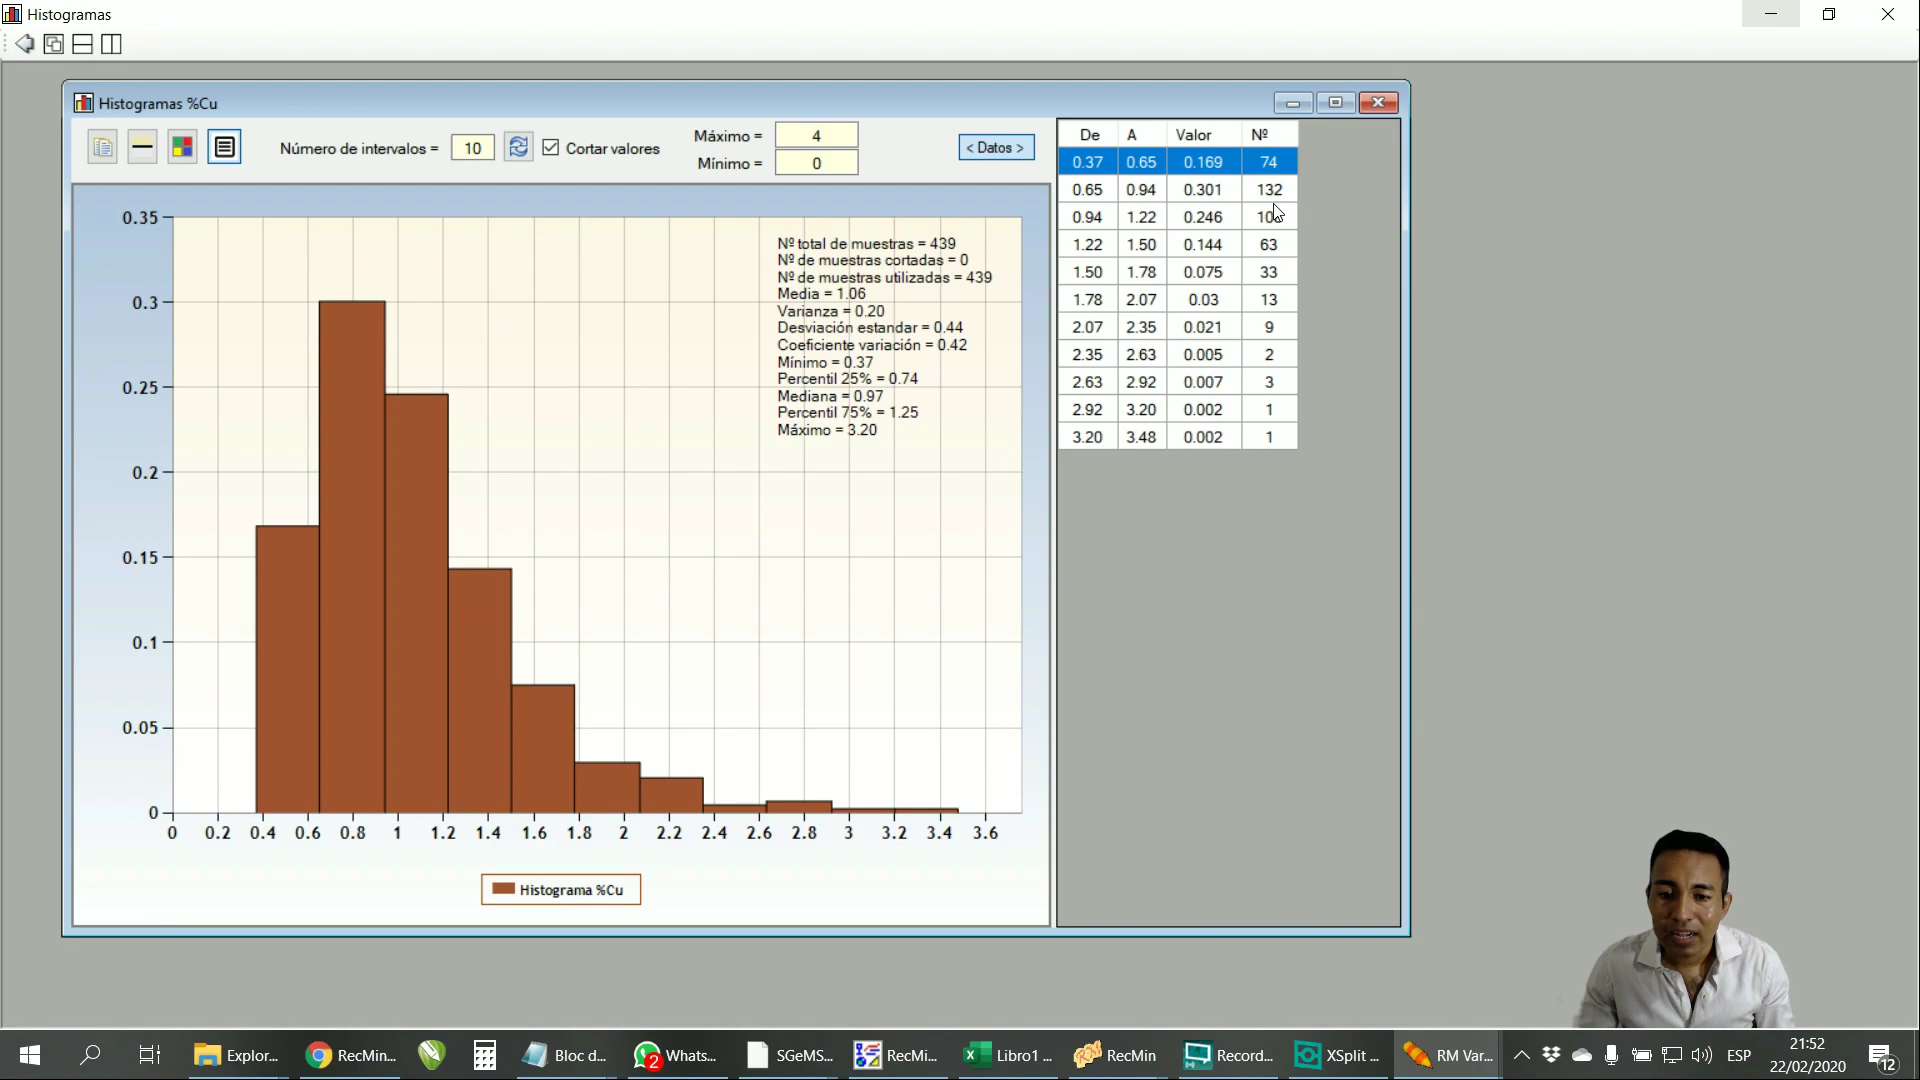 Histogramas
Histogramas %Cu
Número de intervalos = 10
Cortar valores
Máximo = 4
Mínimo = 0
< Datos >
De A Valor Nº
0.37 0.65 0.169 74
0.65 0.94 0.301 132
0.94 1.22 0.246
1.22 1.50 0.144 63
1.50 1.78 0.075 33
1.78 2.07 0.03 13
2.07 2.35 0.021 9
2.35 2.63 0.005 2
2.63 2.92 0.007 3
2.92 3.20 0.002 1
3.20 3.48 0.002 1
Nº total de muestras = 439
Nº de muestras cortadas = 0
Nº de muestras utilizadas = 439
Media = 1.06
Varianza = 0.20
Desviación estandar = 0.44
Coeficiente variación = 0.42
Mínimo = 0.37
Percentil 25% = 0.74
Mediana = 0.97
Percentil 75% = 1.25
Máximo = 3.20
0.35
0.3
0.25
0.2
0.15
0.1
0.05
0
0 0.2 0.4 0.6 0.8 1 1.2 1.4 1.6 1.8 2 2.2 2.4 2.6 2.8 3 3.2 3.4 3.6
Histograma %Cu
Explor... RecMin... Bloc d... 2 Whats... SGeMS... RecMi... Libro1 ... RecMin Record... XSplit ... RM Var... ESP
21:52
22/02/2020
12